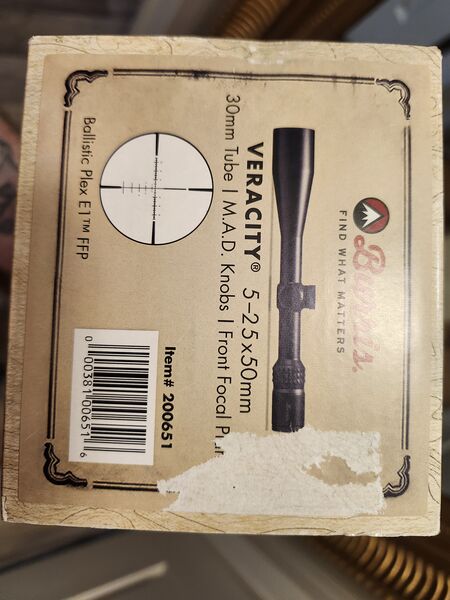 Burris.
FIND WHAT MATTERS
VERACITY® 5–25x50mm
30mm Tube | M.A.D. Knobs | Front Focal
Ballistic Plex E1™ FFP
Item# 200651
0 00381 00651 6